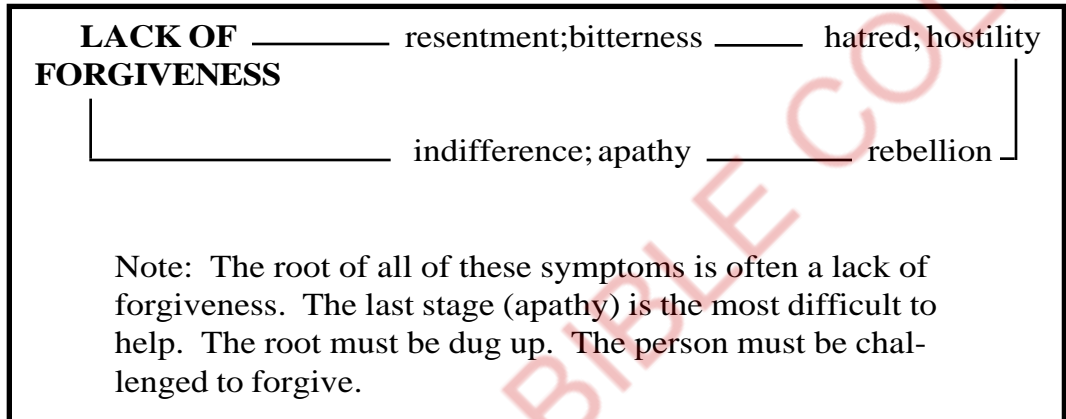 LACK OF resentment;bitterness hatred; hostility
FORGIVENESS
indifference; apathy rebellion
Note: The root of all of these symptoms is often a lack of
forgiveness. The last stage (apathy) is the most difficult to
help. The root must be dug up. The person must be chal-
lenged to forgive.
BIBLE COL